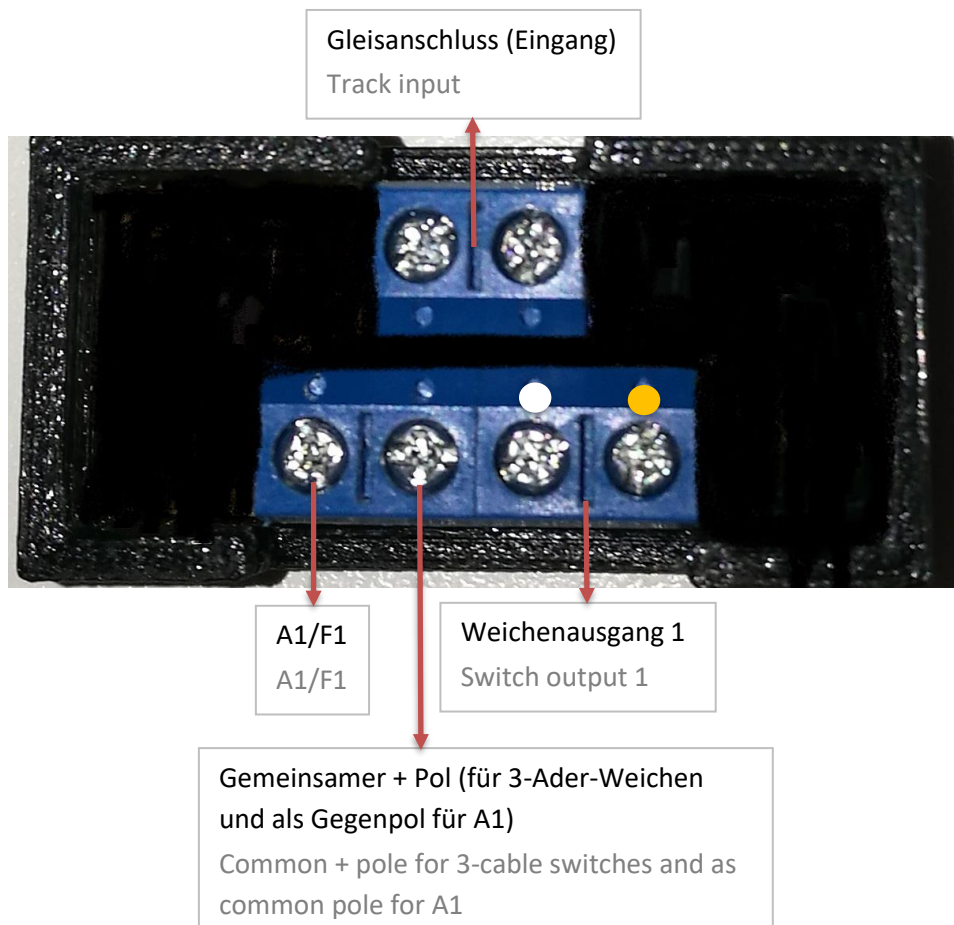 Gleisanschluss (Eingang)
Track input
A1/F1
A1/F1
Weichenausgang 1
Switch output 1
Gemeinsamer + Pol (für 3-Ader-Weichen
und als Gegenpol für A1)
Common + pole for 3-cable switches and as
common pole for A1